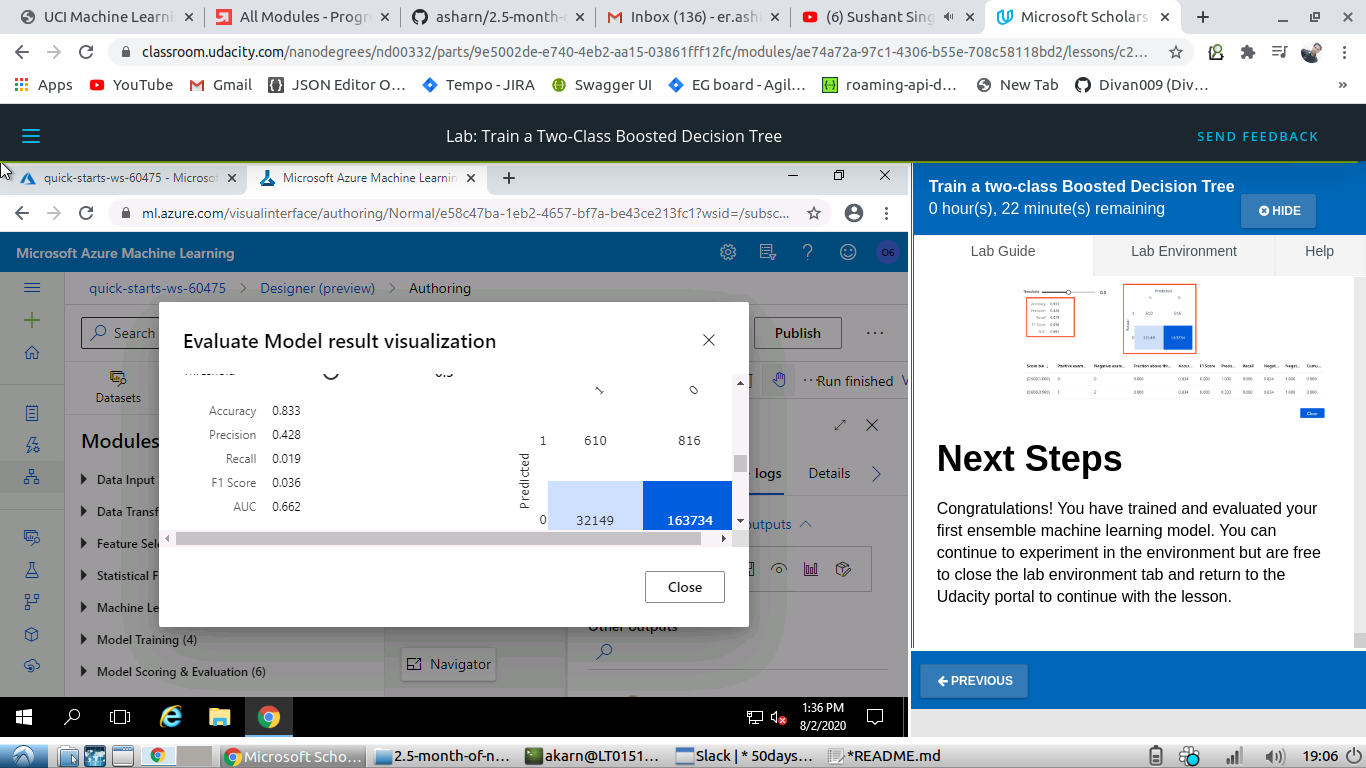 UCI Machine Learni
All Modules - Progr
asharn/2.5-month-o
Inbox (136) - er.ash
(6) Sushant Sing
Microsoft Scholars
classroom.udacity.com/nanodegrees/nd00332/parts/9e5002de-e740-4eb2-aa15-03861fff12fc/modules/ae74a72a-97c1-4306-b55e-708c58118bd2/lessons/c2...
Apps
YouTube
Gmail
JSON Editor O...
Tempo - JIRA
Swagger UI
EG board - Agil...
roaming-api-d...
New Tab
Divan009 (Div...
»
Lab: Train a Two-Class Boosted Decision Tree
SEND FEEDBACK
quick-starts-ws-60475 - Microsof
Microsoft Azure Machine Learnin
ml.azure.com/visualinterface/authoring/Normal/e58c47ba-1eb2-4657-bf7a-be43ce213fc1?wsid=/subsc...
Microsoft Azure Machine Learning
O6
quick-starts-ws-60475 > Designer (preview) > Authoring
Search
Publish
Datasets
Run finished
Modules
Data Input
Data Transf
Feature Sel
Statistical F
Machine Le
Model Training (4)
Model Scoring & Evaluation (6)
logs
Details
outputs
Other outputs
Navigator
Evaluate Model result visualization
Threshold 0.5
Accuracy 0.833
Precision 0.428
Recall 0.019
F1 Score 0.036
AUC 0.662
1 0
Predicted
1 610 816
0 32149 163734
Close
1:36 PM
8/2/2020
Train a two-class Boosted Decision Tree
0 hour(s), 22 minute(s) remaining
HIDE
Lab Guide
Lab Environment
Help
Next Steps
Congratulations! You have trained and evaluated your
first ensemble machine learning model. You can
continue to experiment in the environment but are free
to close the lab environment tab and return to the
Udacity portal to continue with the lesson.
PREVIOUS
Microsoft Scho...
2.5-month-of-n...
akarn@LT0151...
Slack | * 50days...
*README.md
19:06